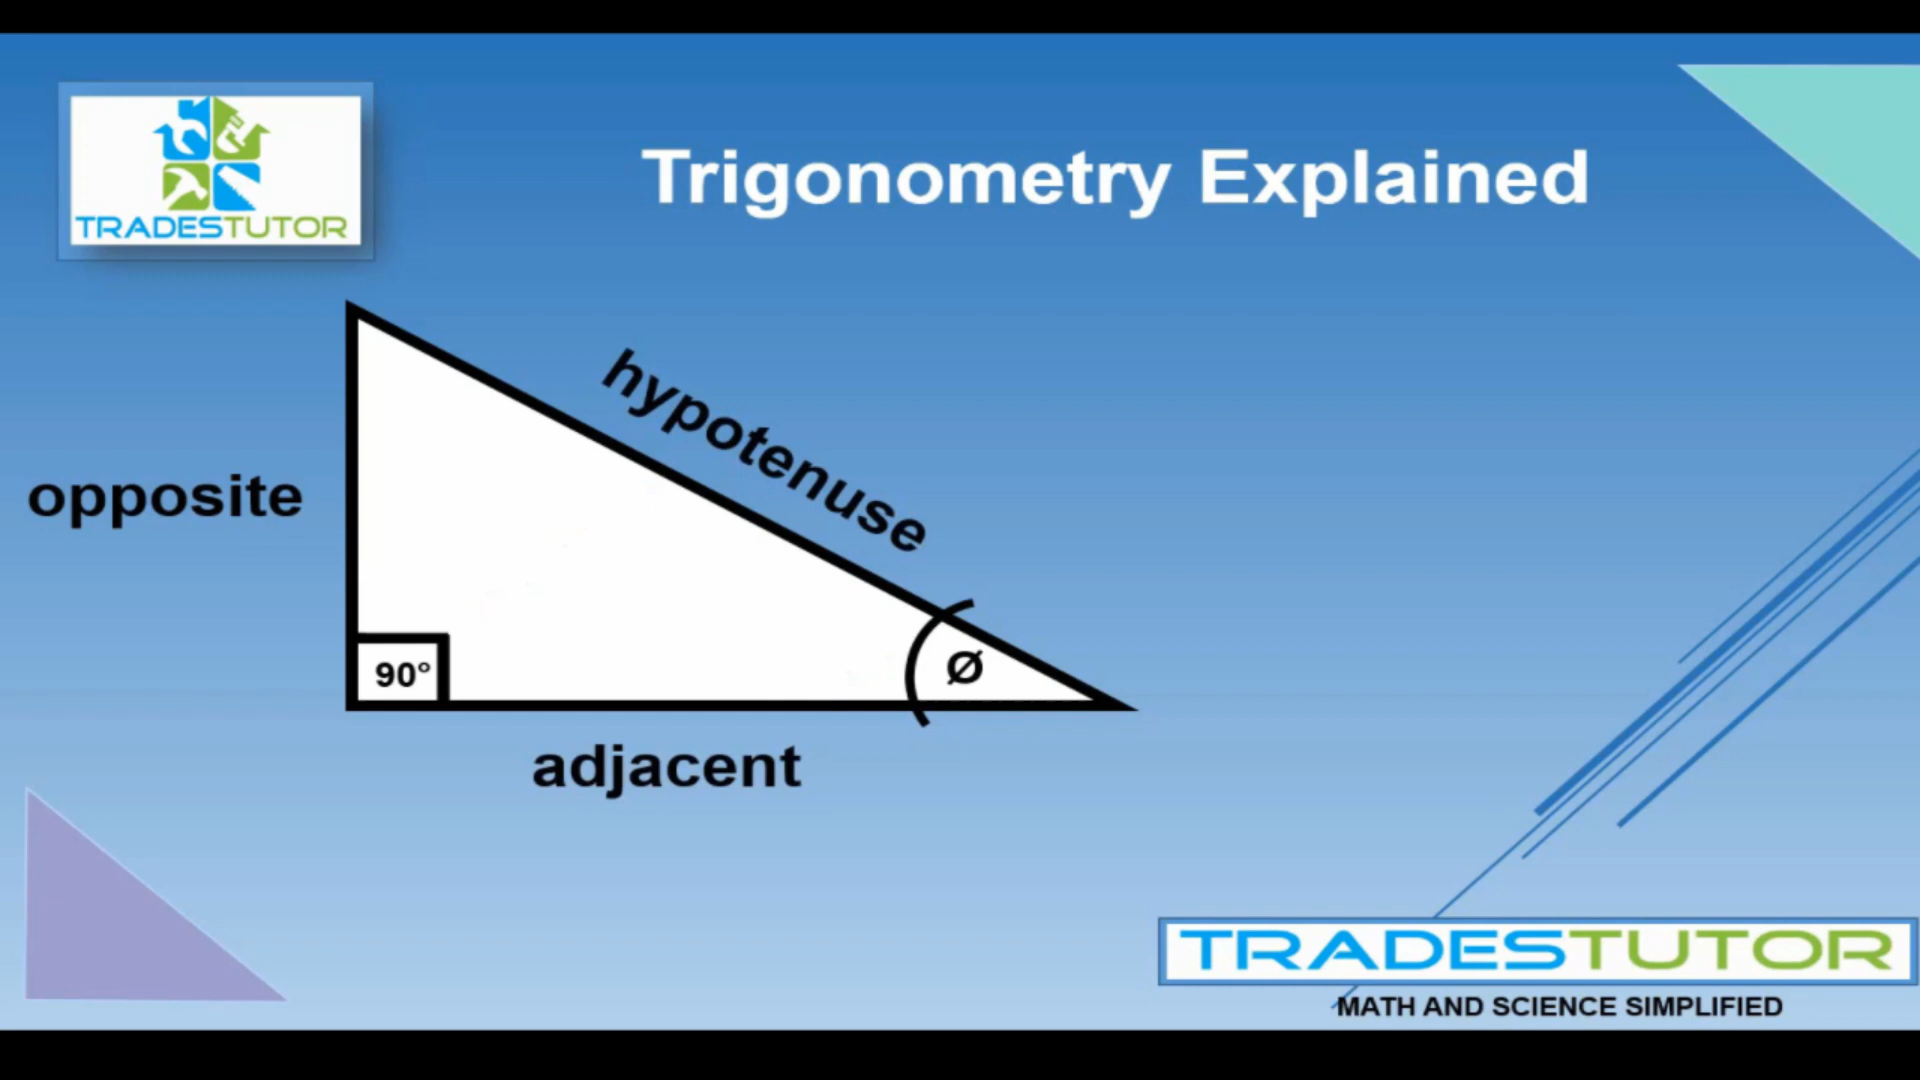 TRADESTUTOR
Trigonometry Explained
hypotenuse
opposite
90°
Ø
adjacent
TRADESTUTOR
MATH AND SCIENCE SIMPLIFIED